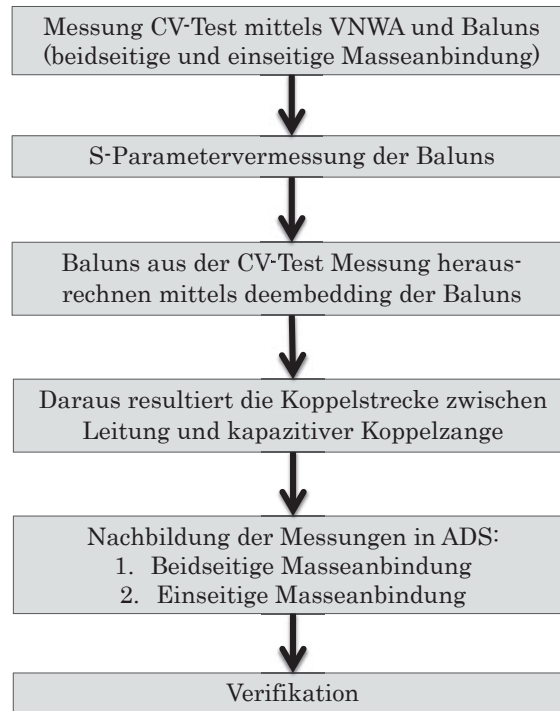 Messung CV-Test mittels VNWA und Baluns
(beidseitige und einseitige Masseanbindung)
S-Parametervermessung der Baluns
Baluns aus der CV-Test Messung heraus-
rechnen mittels deembedding der Baluns
Daraus resultiert die Koppelstrecke zwischen
Leitung und kapazitiver Koppelzange
Nachbildung der Messungen in ADS:
1. Beidseitige Masseanbindung
2. Einseitige Masseanbindung
Verifikation